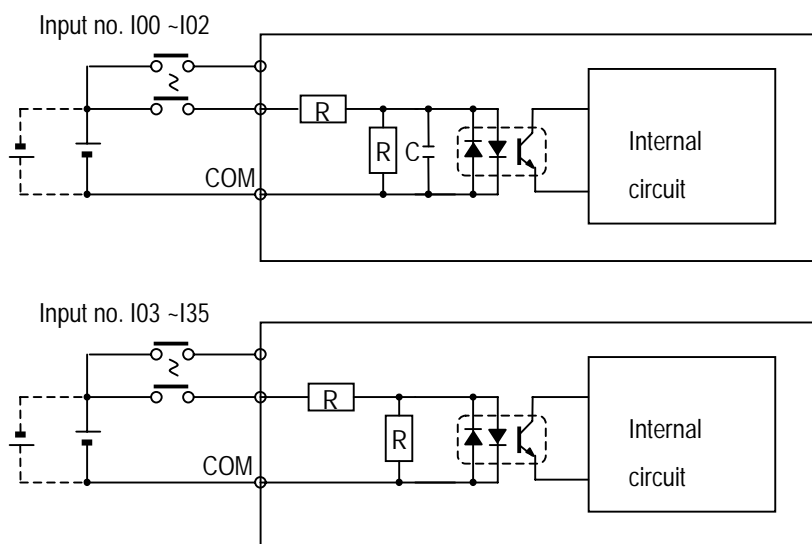 Input no. I00 ~I02
R
R
C
COM
Internal
circuit
Input no. I03 ~I35
R
R
COM
Internal
circuit